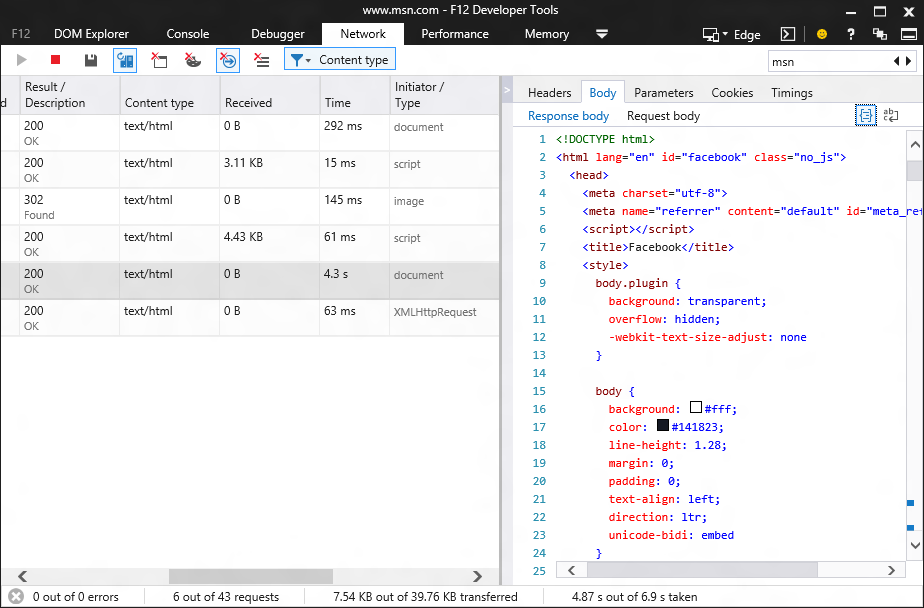 www.msn.com - F12 Developer Tools
F12 DOM Explorer Console Debugger Network Performance Memory Edge ?
Content type msn
d Result / Description Content type Received Time Initiator / Type
200 OK text/html 0 B 292 ms document
200 OK text/html 3.11 KB 15 ms script
302 Found text/html 0 B 145 ms image
200 OK text/html 4.43 KB 61 ms script
200 OK text/html 0 B 4.3 s document
200 OK text/html 0 B 63 ms XMLHttpRequest
Headers Body Parameters Cookies Timings
Response body Request body
1 <!DOCTYPE html>
2 <html lang="en" id="facebook" class="no_js">
3 <head>
4 <meta charset="utf-8">
5 <meta name="referrer" content="default" id="meta_ref
6 <script></script>
7 <title>Facebook</title>
8 <style>
9 body.plugin {
10 background: transparent;
11 overflow: hidden;
12 -webkit-text-size-adjust: none
13 }
14
15 body {
16 background: #fff;
17 color: #141823;
18 line-height: 1.28;
19 margin: 0;
20 padding: 0;
21 text-align: left;
22 direction: ltr;
23 unicode-bidi: embed
24 }
25
0 out of 0 errors 6 out of 43 requests 7.54 KB out of 39.76 KB transferred 4.87 s out of 6.9 s taken